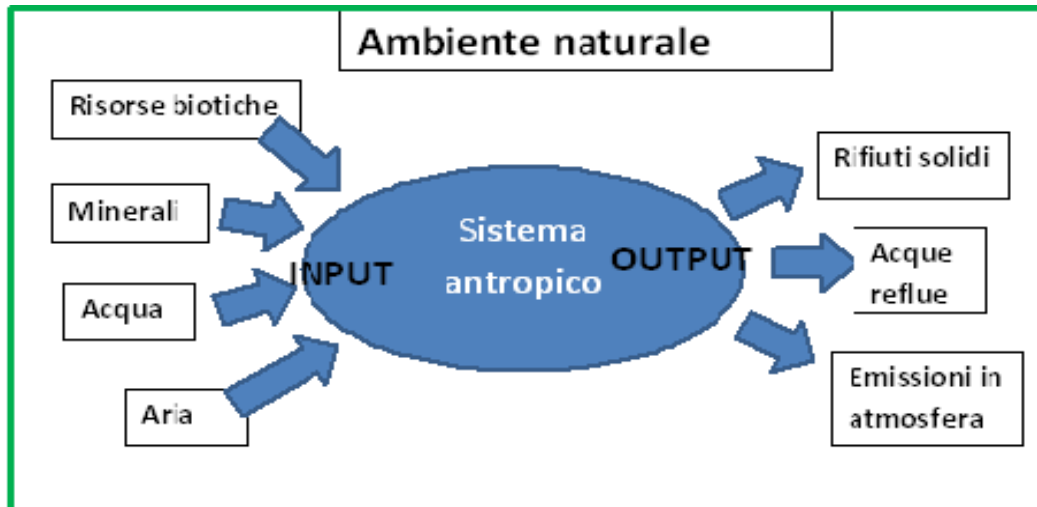 Ambiente naturale
Risorse biotiche
Minerali
Acqua
Aria
INPUT
Sistema
antropico
OUTPUT
Rifiuti solidi
Acque
reflue
Emissioni in
atmosfera